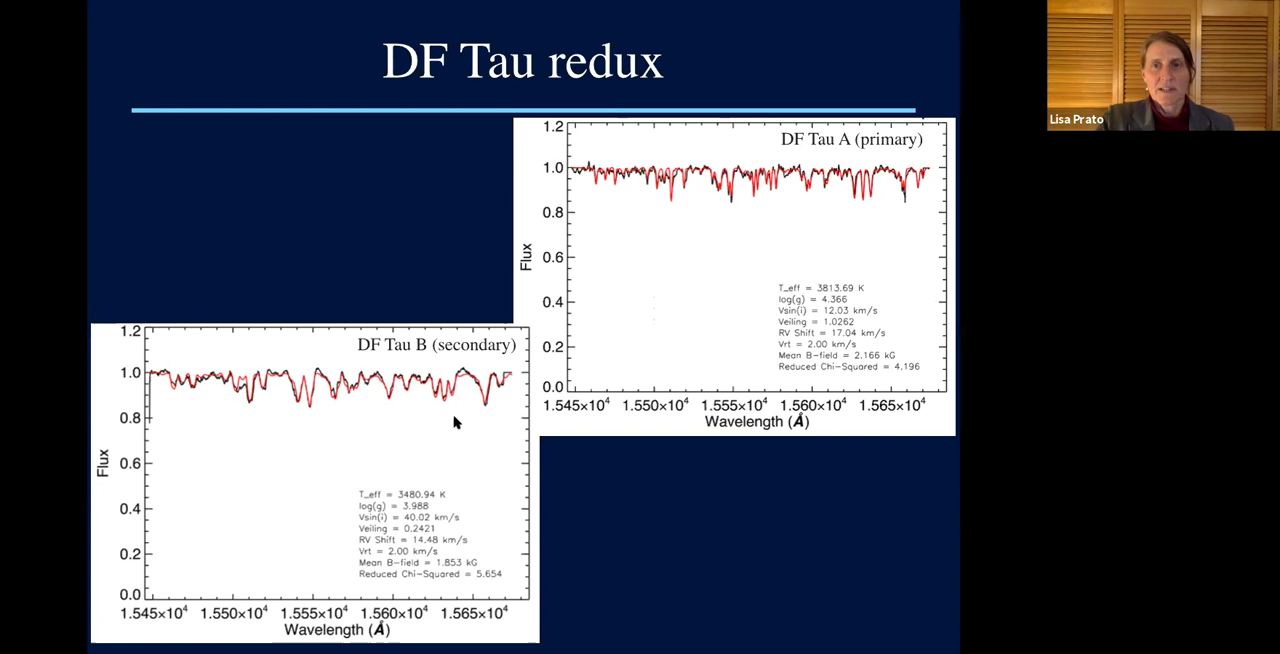 DF Tau redux
Lisa Prato
DF Tau A (primary)
1.2
1.0
0.8
0.6
0.4
0.2
0.0
Flux
T_eff = 3813.69 K
log(g) = 4.366
Vsin(i) = 12.03 km/s
Veiling = 1.0262
RV Shift = 17.04 km/s
Vrt = 2.00 km/s
Mean B-field = 2.166 kG
Reduced Chi-Squared = 4.196
1.545×10⁴ 1.550×10⁴ 1.555×10⁴ 1.560×10⁴ 1.565×10⁴
Wavelength (Å)
DF Tau B (secondary)
1.2
1.0
0.8
0.6
0.4
0.2
0.0
Flux
T_eff = 3480.94 K
log(g) = 3.988
Vsin(i) = 40.02 km/s
Veiling = 0.2421
RV Shift = 14.48 km/s
Vrt = 2.00 km/s
Mean B-field = 1.853 kG
Reduced Chi-Squared = 5.654
1.545×10⁴ 1.550×10⁴ 1.555×10⁴ 1.560×10⁴ 1.565×10⁴
Wavelength (Å)